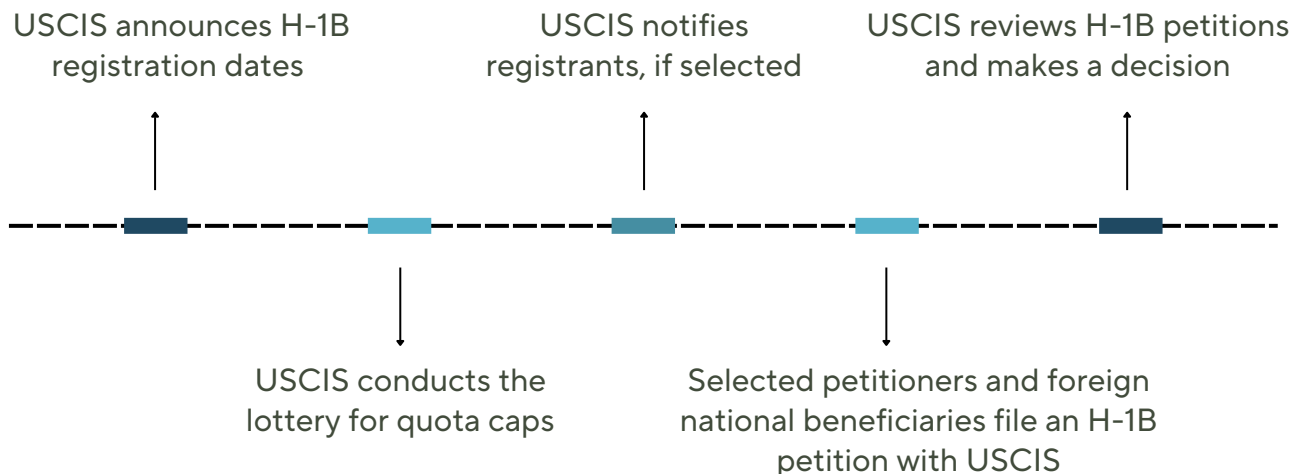 USCIS announces H-1B
registration dates
USCIS conducts the
lottery for quota caps
USCIS notifies
registrants, if selected
Selected petitioners and foreign
national beneficiaries file an H-1B
petition with USCIS
USCIS reviews H-1B petitions
and makes a decision